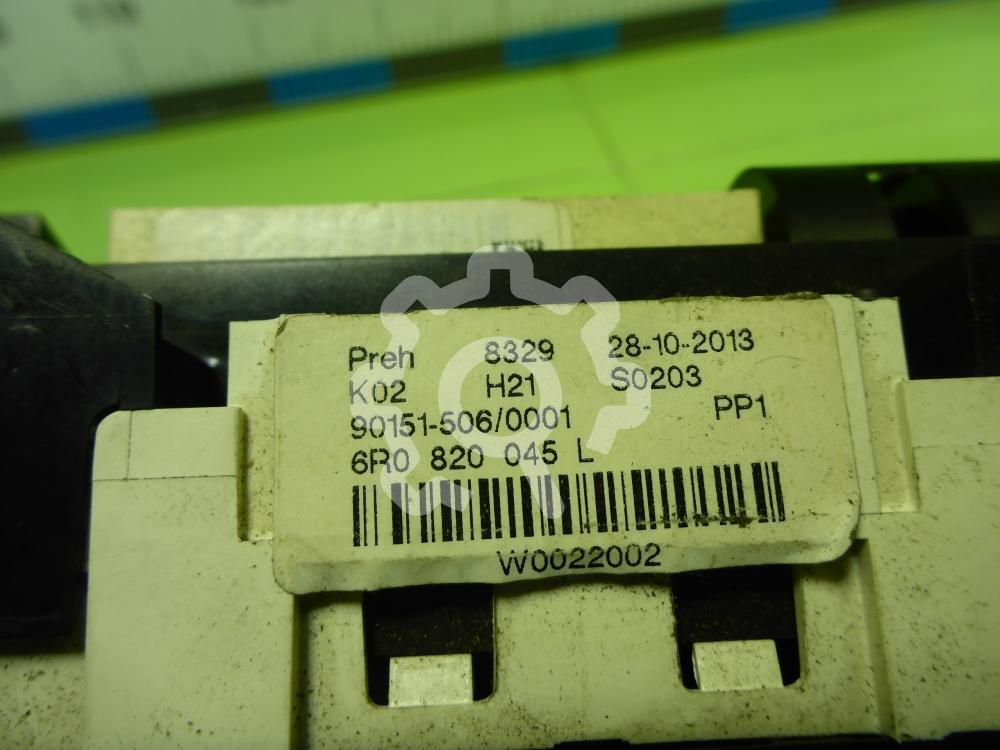 Preh 8329 28-10-2013
K02 H21 S0203
90151-506/0001 PP1
6R0 820 045 L
W0022002